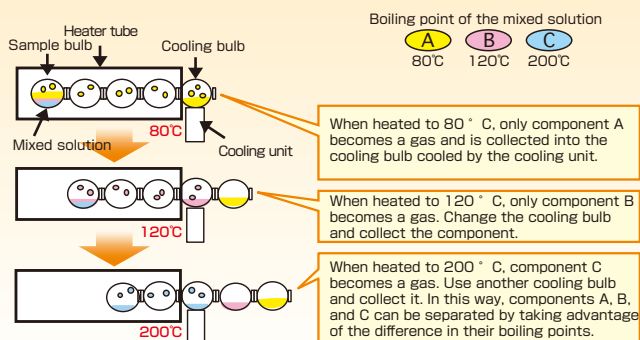 Boiling point of the mixed solution
A B C
80℃ 120℃ 200℃
Heater tube
Sample bulb
Cooling bulb
Mixed solution
80℃
Cooling unit
When heated to 80 ° C, only component A
becomes a gas and is collected into the
cooling bulb cooled by the cooling unit.
120℃
When heated to 120 ° C, only component B
becomes a gas. Change the cooling bulb
and collect the component.
200℃
When heated to 200 ° C, component C
becomes a gas. Use another cooling bulb
and collect it. In this way, components A, B,
and C can be separated by taking advantage
of the difference in their boiling points.